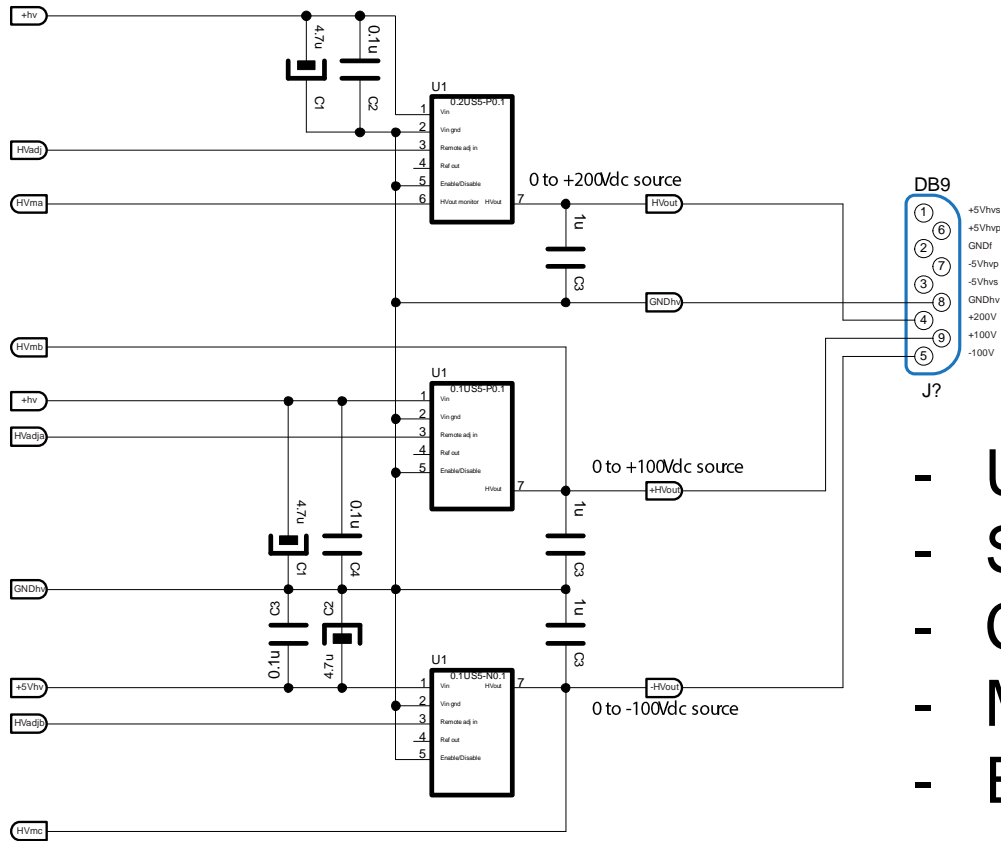 +hv
4.7u
C1
0.1u
C2
U1
0.2US5-P0.1
1 Vin
2 Vin gnd
3 Remote adj in
4 Ref out
5 Enable/Disable
6 HVout monitor HVout 7
HVadj
HVma
0 to +200Vdc source
HVout
1u
C3
GNDhv
DB9
1 +5Vhvs
6 +5Vhvp
2 GNDf
7 -5Vhvp
3 -5Vhvs
8 GNDhv
4 +200V
9 +100V
5 -100V
J?
HVmb
+hv
HVadja
U1
0.1US5-P0.1
1 Vin
2 Vin gnd
3 Remote adj in
4 Ref out
5 Enable/Disable
HVout 7
0 to +100Vdc source
+HVout
4.7u
C1
0.1u
C4
1u
C3
GNDhv
C3
0.1u
C2
4.7u
1u
C3
+5Vhv
HVadjb
U1
0.1US5-N0.1
1 Vin HVout 7
2 Vin gnd
3 Remote adj in
4 Ref out
5 Enable/Disable
-HVout
0 to -100Vdc source
HVmc
-
-
-
-
-